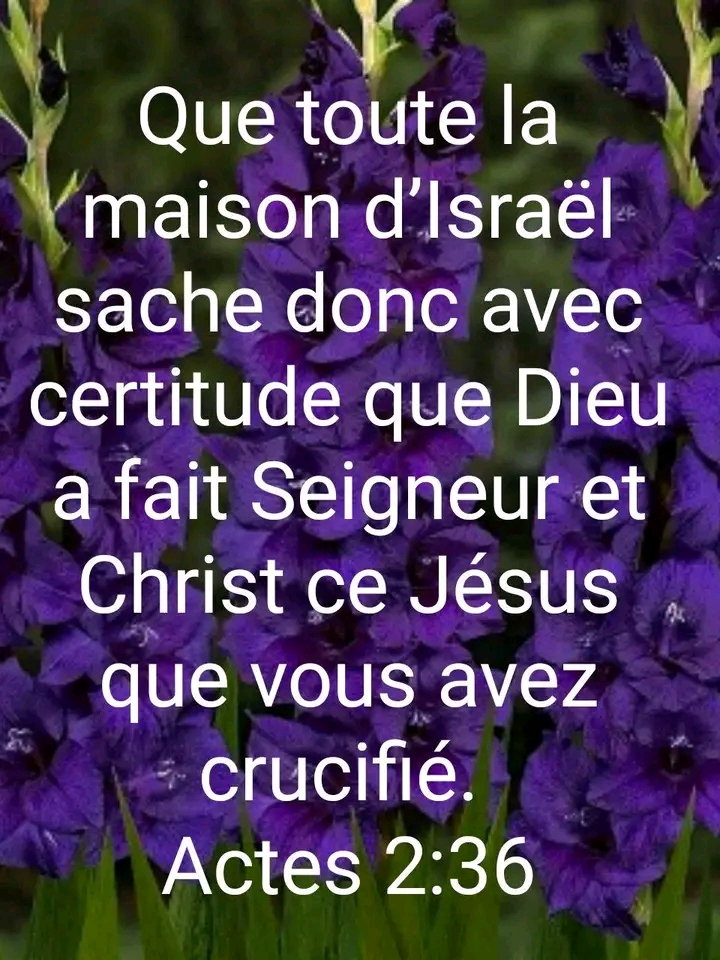 Que toute la
maison d’Israël
sache donc avec
certitude que Dieu
a fait Seigneur et
Christ ce Jésus
que vous avez
crucifié.
Actes 2:36